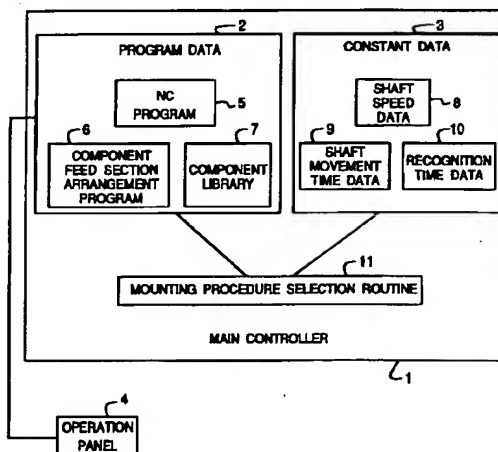 2
3
PROGRAM DATA
CONSTANT DATA
NC
PROGRAM
5
SHAFT
SPEED
DATA
8
6
7
9
10
COMPONENT
FEED SECTION
ARRANGEMENT
PROGRAM
COMPONENT
LIBRARY
SHAFT
MOVEMENT
TIME DATA
RECOGNITION
TIME DATA
11
MOUNTING PROCEDURE SELECTION ROUTINE
MAIN CONTROLLER
1
4
OPERATION
PANEL